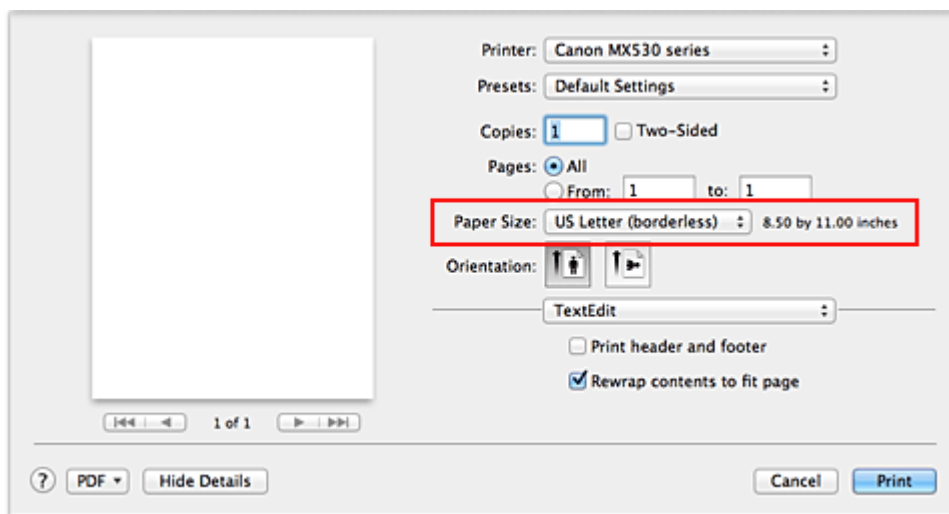 Printer: Canon MX530 series
Presets: Default Settings
Copies: 1 Two-Sided
Pages: All
From: 1 to: 1
Paper Size: US Letter (borderless) 8.50 by 11.00 inches
Orientation:
TextEdit
Print header and footer
Rewrap contents to fit page
1 of 1
? PDF Hide Details Cancel Print